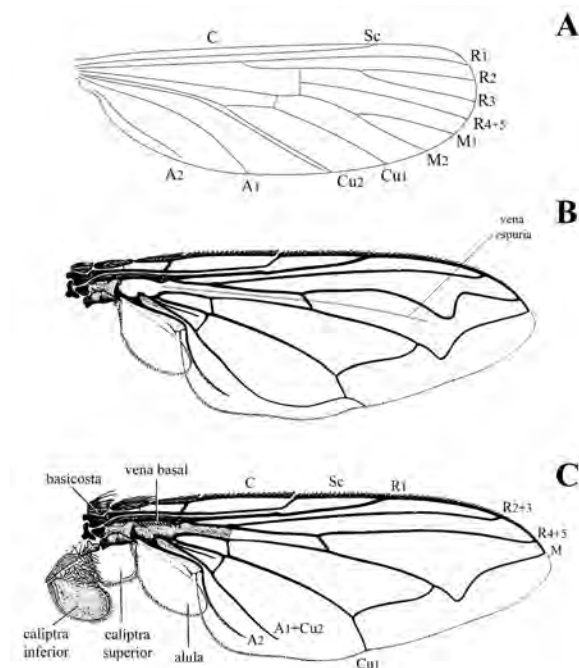 A
C
Sc
R1
R2
R3
R4+5
M1
M2
Cu1
Cu2
A1
A2
B
vena
espuria
C
basicosta
vena basal
C
Sc
R1
R2+3
R4+5
M
caliptra
inferior
caliptra
superior
alula
A2
A1+Cu2
Cu1